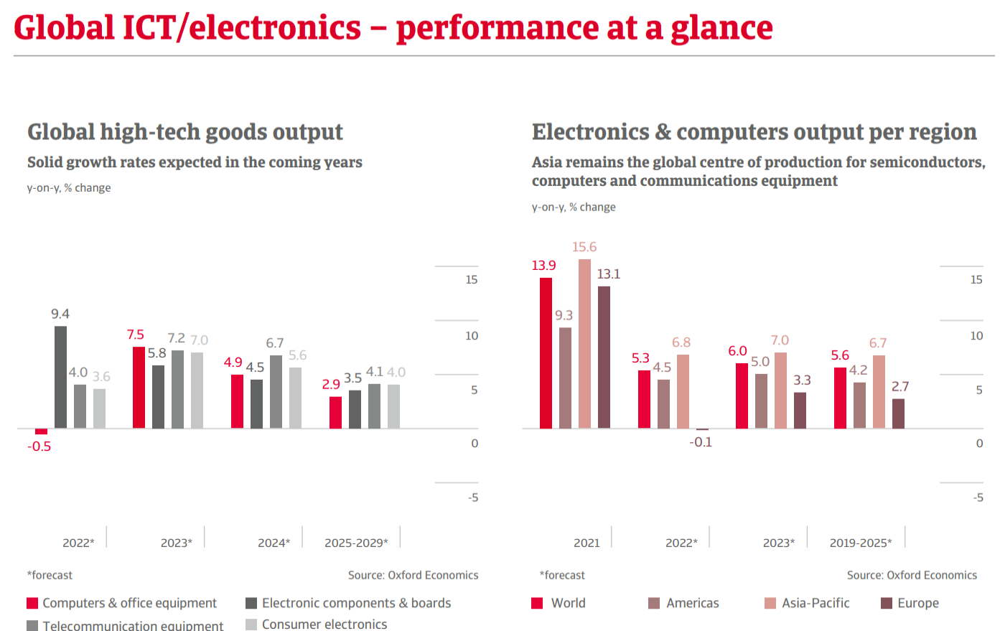 Global ICT/electronics – performance at a glance
Global high-tech goods output
Solid growth rates expected in the coming years
y-on-y, % change
15
10
5
0
-5
-0.5
9.4
4.0
3.6
7.5
5.8
7.2
7.0
4.9
4.5
6.7
5.6
2.9
3.5
4.1
4.0
2022*
2023*
2024*
2025-2029*
*forecast
Source: Oxford Economics
Computers & office equipment
Electronic components & boards
Telecommunication equipment
Consumer electronics
Electronics & computers output per region
Asia remains the global centre of production for semiconductors,
computers and communications equipment
y-on-y, % change
15
10
5
0
-5
13.9
9.3
15.6
13.1
5.3
4.5
6.8
-0.1
6.0
5.0
7.0
3.3
5.6
4.2
6.7
2.7
2021
2022*
2023*
2019-2025*
*forecast
Source: Oxford Economics
World
Americas
Asia-Pacific
Europe